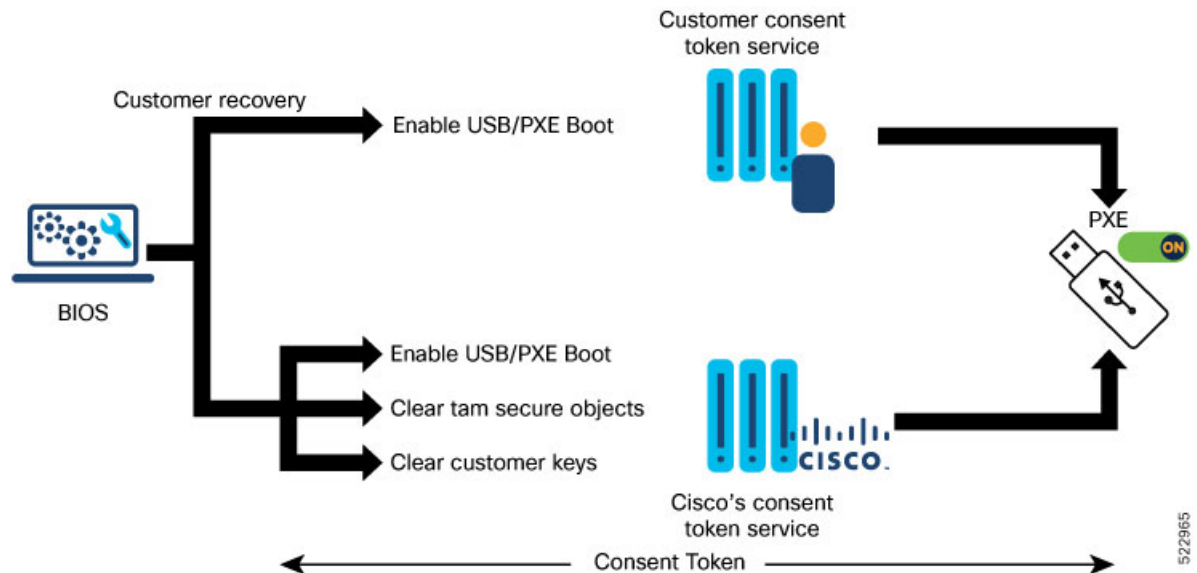 Customer consent
token service
Customer recovery
Enable USB/PXE Boot
PXE
ON
BIOS
Enable USB/PXE Boot
Clear tam secure objects
Clear customer keys
CISCO
Cisco's consent
token service
Consent Token
522965